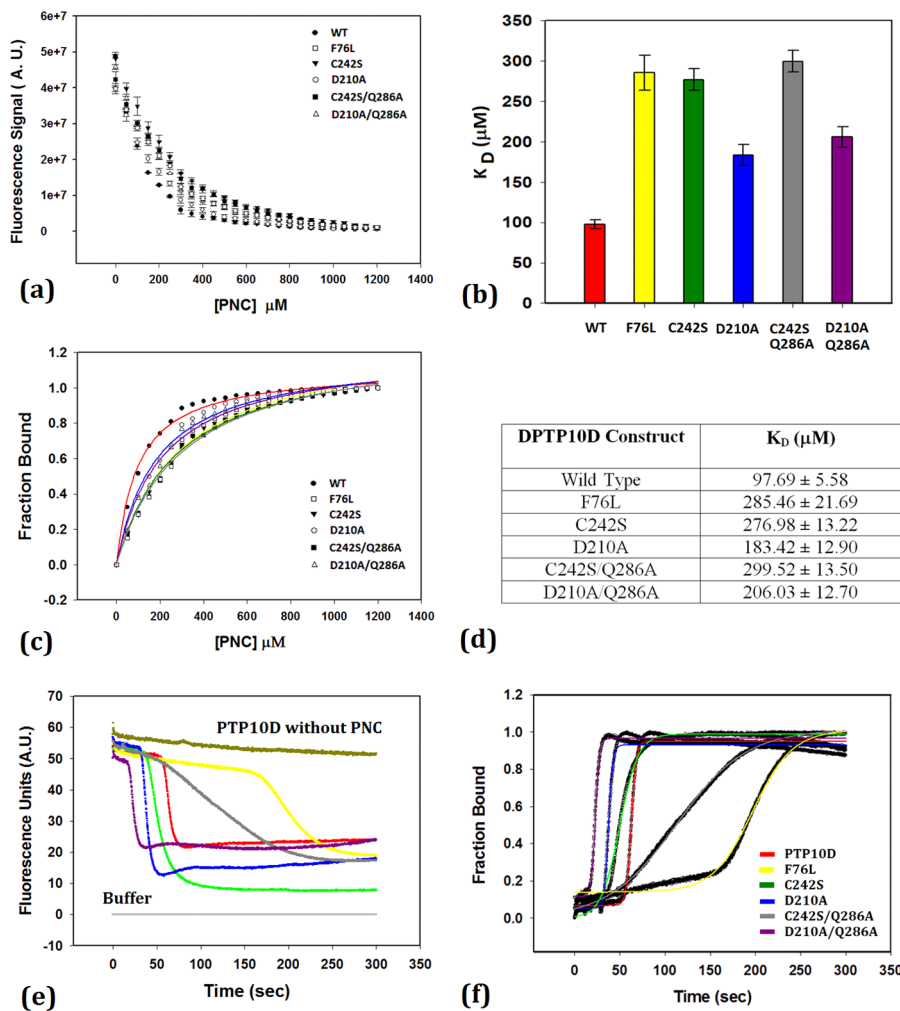 Fluorescence Signal ( A. U.)
6e+7
5e+7
4e+7
3e+7
2e+7
1e+7
0
0 200 400 600 800 1000 1200 1400
[PNC] μM
WT
F76L
C242S
D210A
C242S/Q286A
D210A/Q286A
(a)
K D (μM)
350
300
250
200
150
100
50
0
WT F76L C242S D210A C242S Q286A D210A Q286A
(b)
Fraction Bound
1.2
1.0
0.8
0.6
0.4
0.2
0.0
-0.2
0 200 400 600 800 1000 1200 1400
[PNC] μM
WT
F76L
C242S
D210A
C242S/Q286A
D210A/Q286A
(c)
DPTP10D Construct KD (μM)
Wild Type 97.69 ± 5.58
F76L 285.46 ± 21.69
C242S 276.98 ± 13.22
D210A 183.42 ± 12.90
C242S/Q286A 299.52 ± 13.50
D210A/Q286A 206.03 ± 12.70
(d)
Fluorescence Units (A.U.)
70
60
50
40
30
20
10
0
-10
PTP10D without PNC
Buffer
0 50 100 150 200 250 300
Time (sec)
(e)
Fraction Bound
1.2
1.0
0.8
0.6
0.4
0.2
0.0
PTP10D
F76L
C242S
D210A
C242S/Q286A
D210A/Q286A
0 50 100 150 200 250 300
Time (sec)
(f)